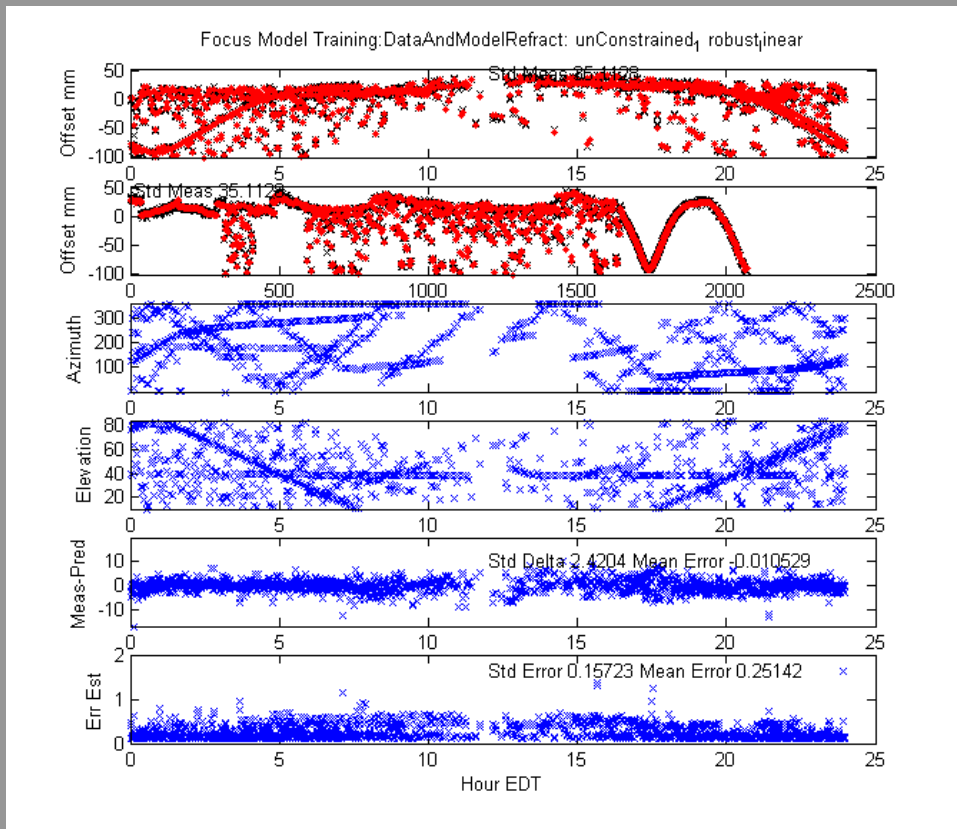 Focus Model Training:DataAndModelRefract: unConstrained₁ robustₗinear
Std Meas 35.1128
Offset mm
50
0
-50
-100
0 5 10 15 20 25
Std Meas 35.1128
Offset mm
50
0
-50
-100
0 500 1000 1500 2000 2500
Azimuth
300
200
100
0 5 10 15 20 25
Elevation
80
60
40
20
0 5 10 15 20 25
Std Delta 2.4204 Mean Error -0.010529
Meas-Pred
10
0
-10
0 5 10 15 20 25
Std Error 0.15723 Mean Error 0.25142
Err Est
2
1
0
0 5 10 15 20 25
Hour EDT